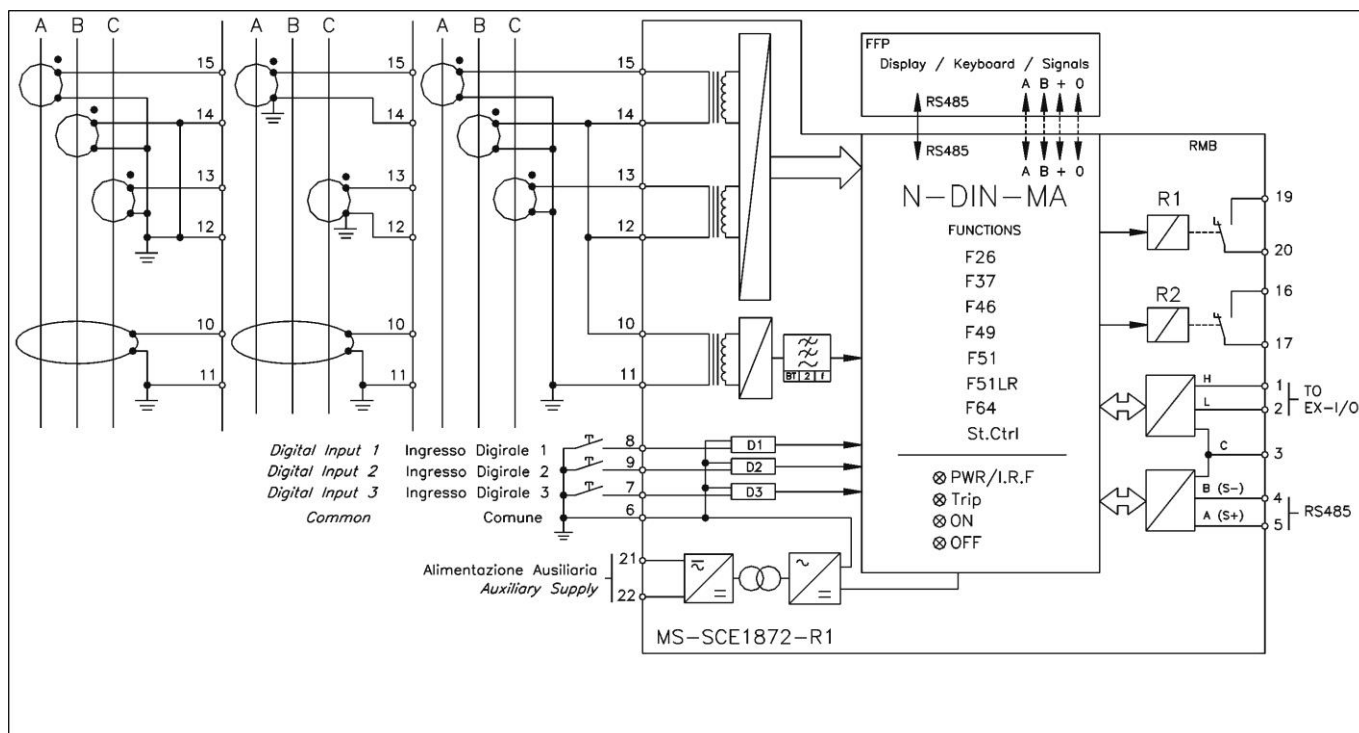 A B C
A B C
A B C
15
14
13
12
10
11
15
14
13
12
10
11
15
14
13
12
10
11
FFP
Display / Keyboard / Signals
RS485
A B + 0
RS485
A B + 0
RMB
N-DIN-MA
FUNCTIONS
F26
F37
F46
F49
F51
F51LR
F64
St.Ctrl
PWR/I.R.F
Trip
ON
OFF
BT 2 f
R1
19
20
R2
16
17
H
1
L
2
TO
EX-I/O
C
3
B (S-)
4
A (S+)
5
RS485
Digital Input 1 Ingresso Digirale 1 8 D1
Digital Input 2 Ingresso Digirale 2 9 D2
Digital Input 3 Ingresso Digirale 3 7 D3
Common Comune 6
Alimentazione Ausiliaria
Auxiliary Supply
21
22
MS-SCE1872-R1